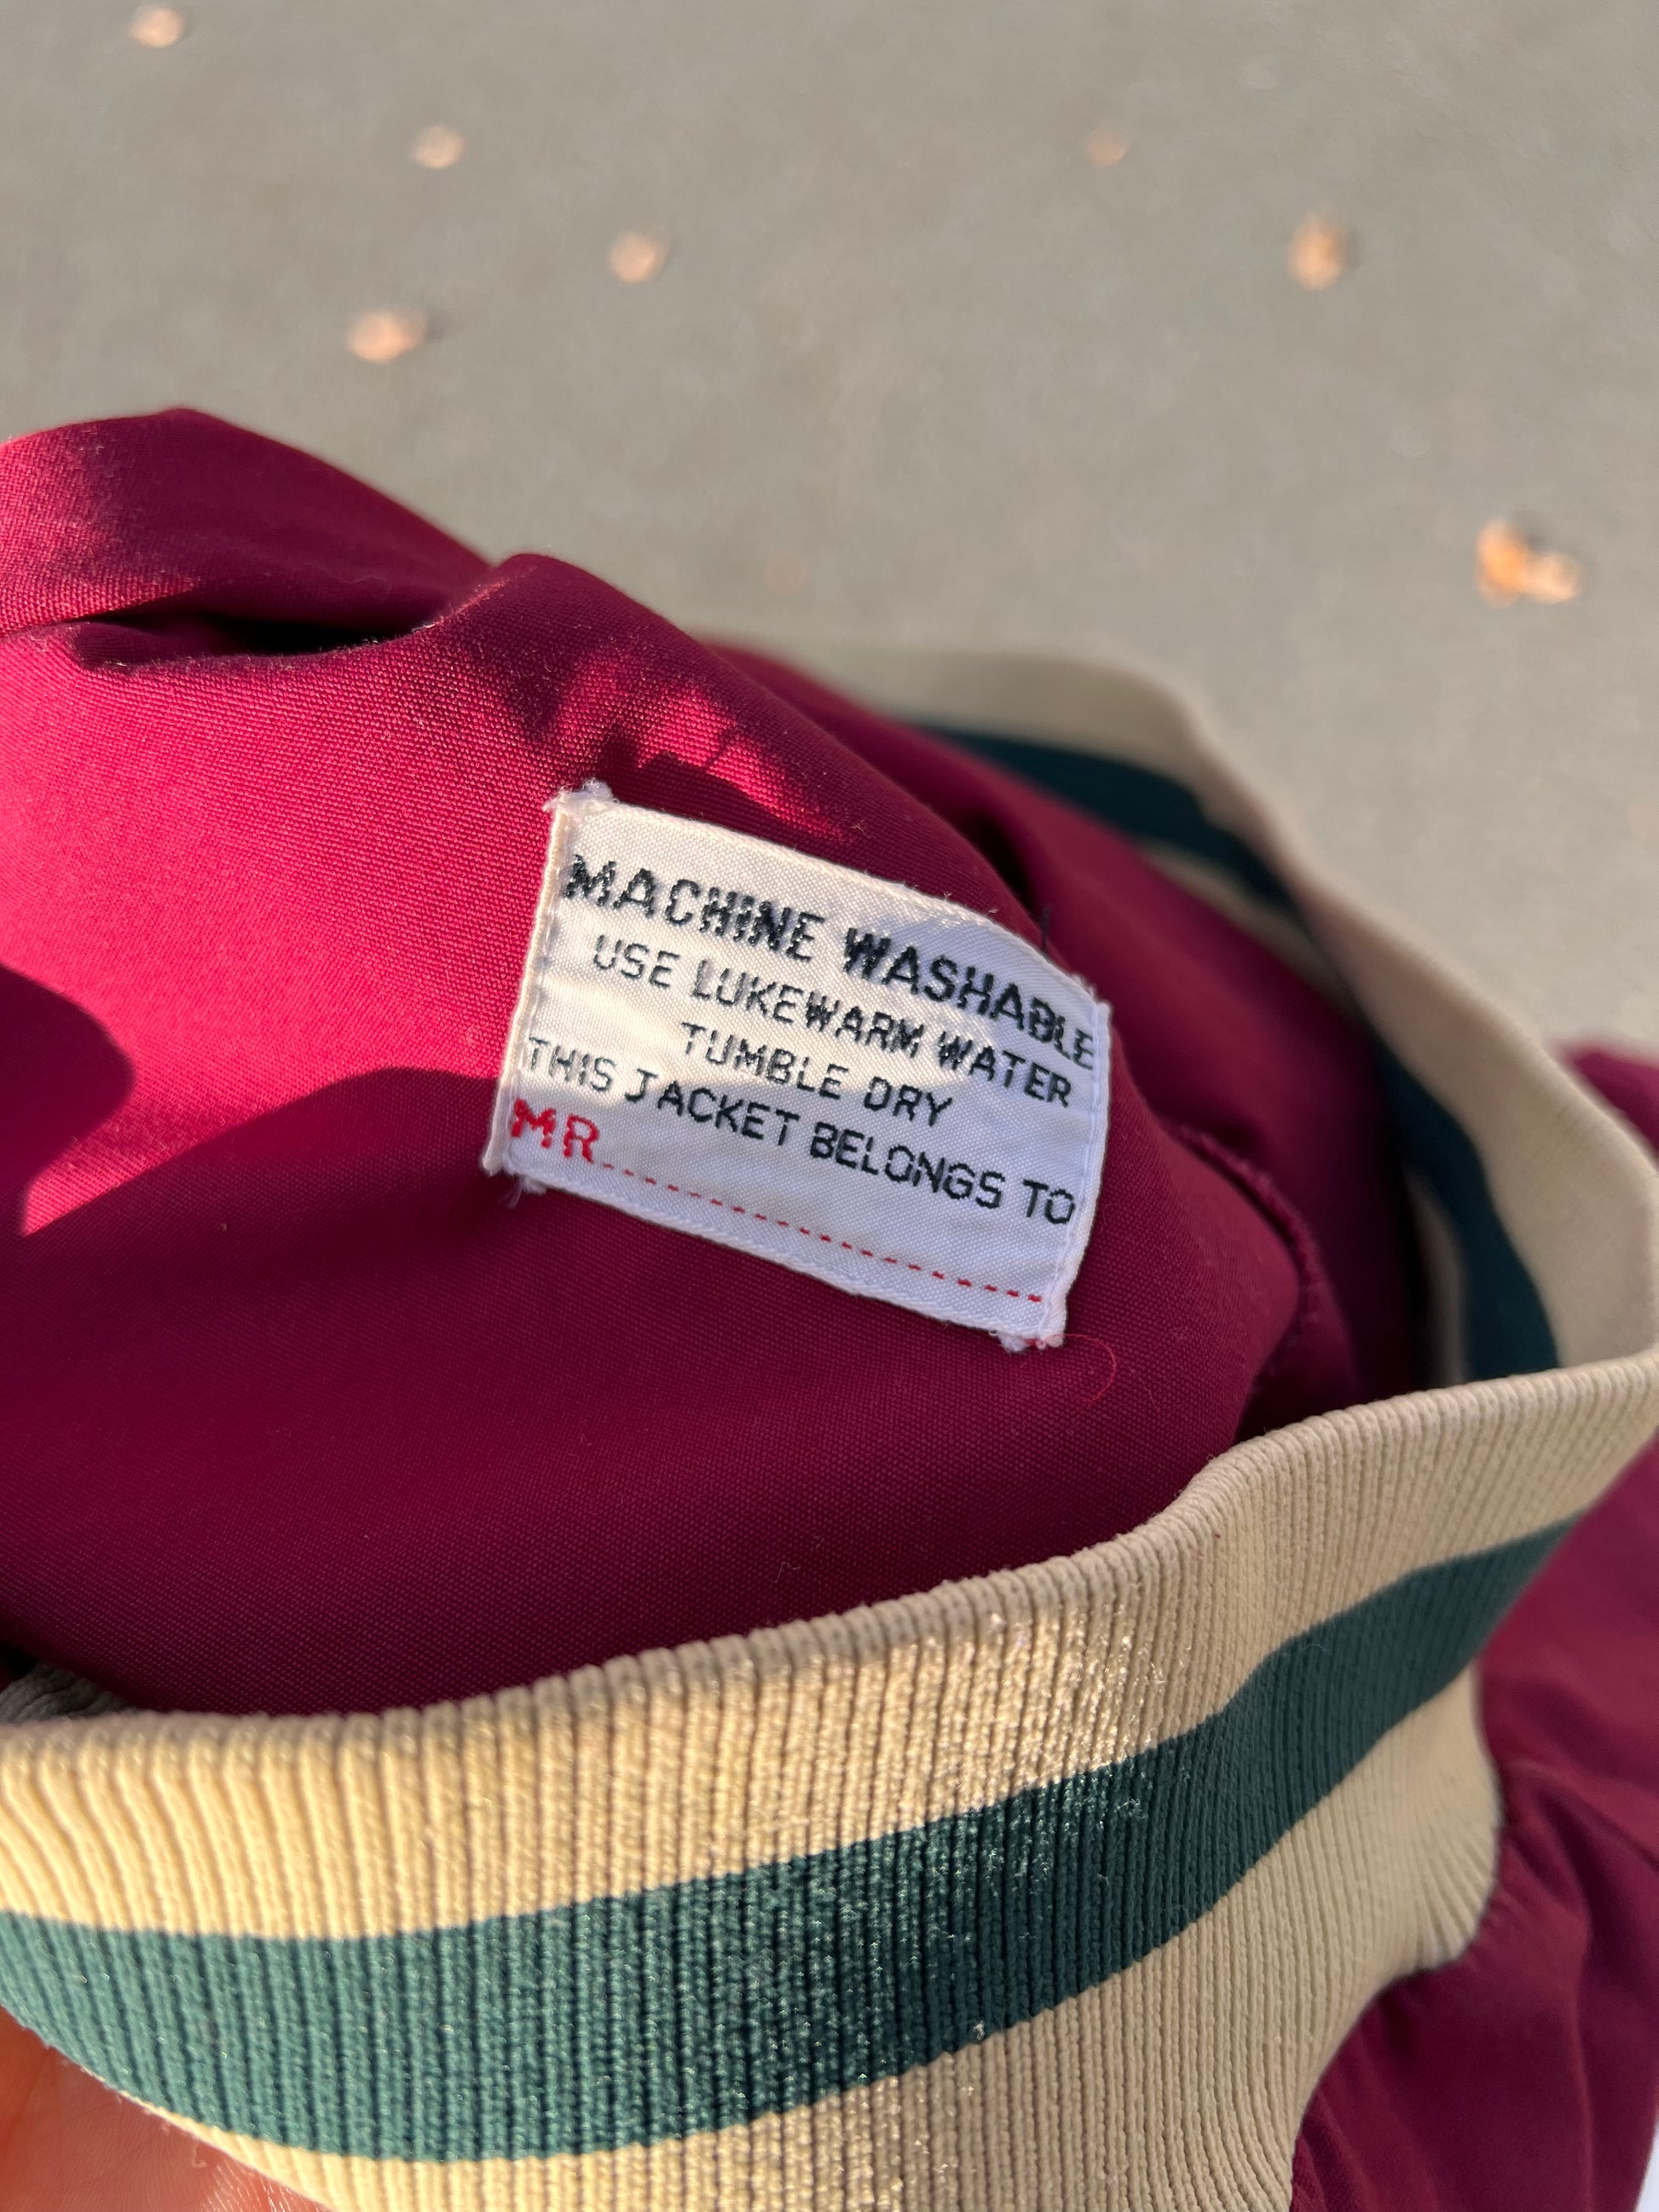 MACHINE WASHABLE
USE LUKEWARM WATER
TUMBLE DRY
THIS JACKET BELONGS TO
MR................................